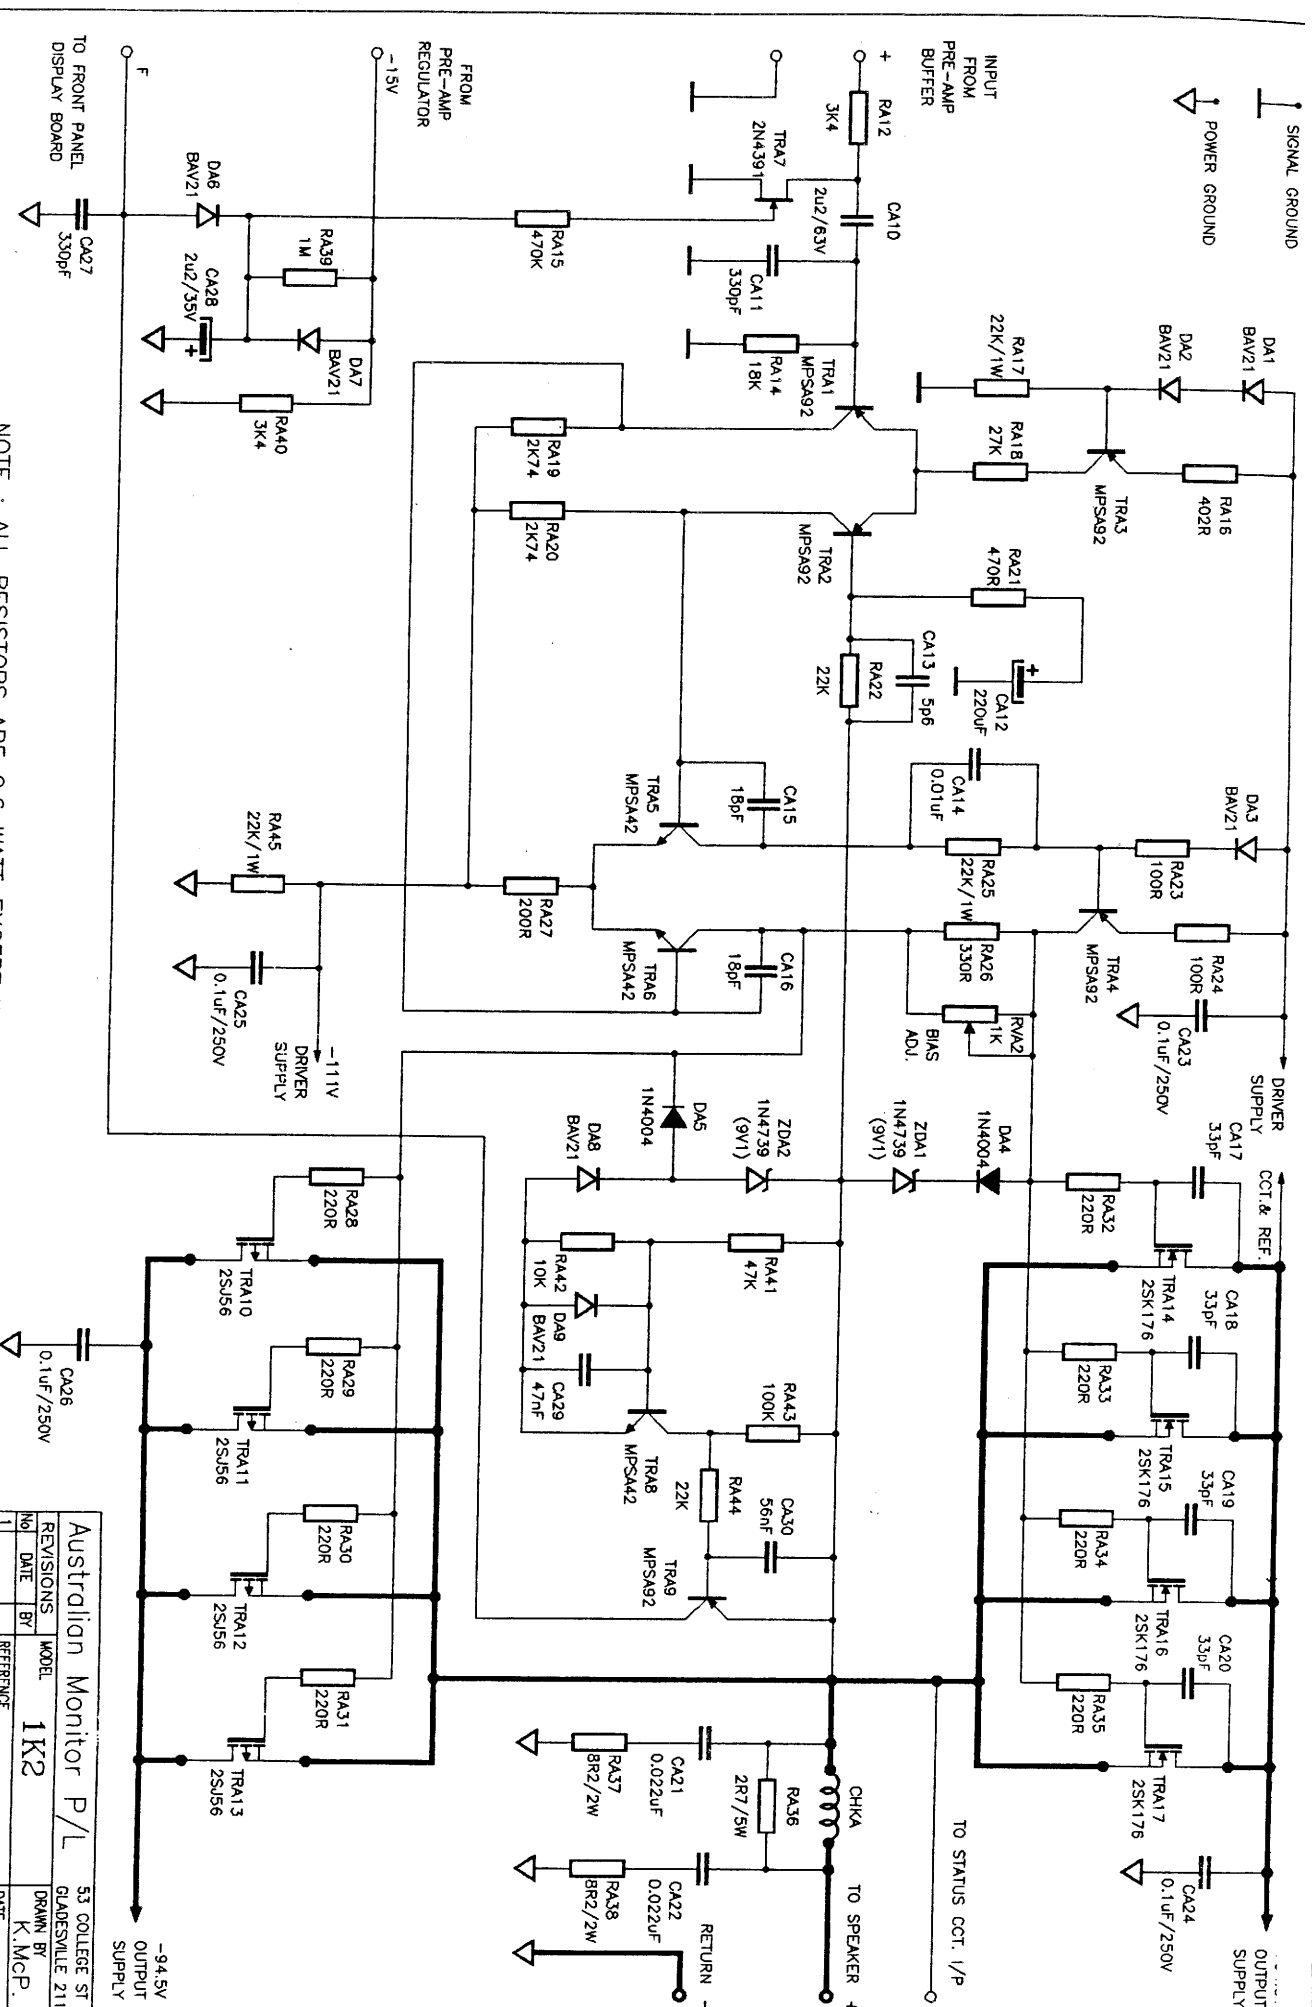 SIGNAL GROUND
POWER GROUND
INPUT
FROM
PRE-AMP
BUFFER
+
RA12
3K4
TRA7
2N4391
CA10
2u2/63V
CA11
330pF
RA14
18K
TRA1
MPSA92
FROM
PRE-AMP
REGULATOR
-15V
F
TO FRONT PANEL
DISPLAY BOARD
CA27
330pF
DA6
BAV21
RA39
1M
CA28
2u2/35V
+
DA7
BAV21
RA40
3K4
RA15
470K
DA1
BAV21
DA2
BAV21
RA17
22K/1W
RA18
27K
TRA3
MPSA92
RA16
402R
RA19
2K74
RA20
2K74
TRA2
MPSA92
RA21
470R
+
CA12
220uF
CA13
5p6
RA22
22K
CA14
0.01uF
DA3
BAV21
RA23
100R
RA24
100R
TRA4
MPSA92
CA23
0.1uF/250V
DRIVER
SUPPLY
RA25
22K/1W
RA26
330R
RVA2
1K
BIAS
ADJ.
CA15
18pF
TRA5
MPSA42
CA16
18pF
TRA6
MPSA42
RA27
200R
RA45
22K/1W
CA25
0.1uF/250V
-111V
DRIVER
SUPPLY
DA4
1N4004
ZDA1
1N4739
(9V1)
ZDA2
1N4739
(9V1)
DA5
1N4004
DA8
BAV21
RA41
47K
RA42
10K
DA9
BAV21
CA29
47nF
TRA8
MPSA42
RA43
100K
RA44
22K
CA30
56nF
TRA9
MPSA92
CCT.& REF.
CA17
33pF
RA32
220R
TRA14
2SK176
CA18
33pF
RA33
220R
TRA15
2SK176
CA19
33pF
RA34
220R
TRA16
2SK176
CA20
33pF
RA35
220R
TRA17
2SK176
CA24
0.1uF/250V
OUTPUT
SUPPLY
TO STATUS CCT. I/P
CHKA
TO SPEAKER +
RA36
2R7/5W
CA21
0.022uF
RA37
8R2/2W
CA22
0.022uF
RA38
8R2/2W
RETURN -
RA28
220R
TRA10
2SJ56
RA29
220R
TRA11
2SJ56
RA30
220R
TRA12
2SJ56
RA31
220R
TRA13
2SJ56
CA26
0.1uF/250V
-94.5V
OUTPUT
SUPPLY
NOTE : ALL RESISTORS ARE 0.6 WATT
Australian Monitor P/L
53 COLLEGE ST
GLADESVILLE 211
REVISIONS
No DATE BY
1
MODEL
1K2
REFERENCE
DRAWN BY
K.McP.
DATE